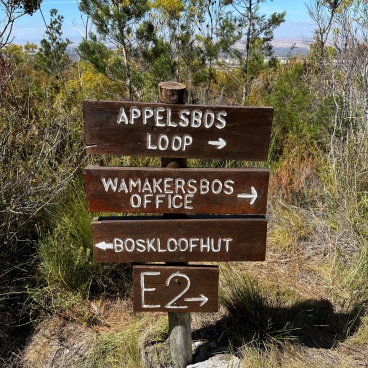 APPELSBOS
LOOP →
WAMAKERSBOS
OFFICE →
← BOSKLOOFHUT
E2 →